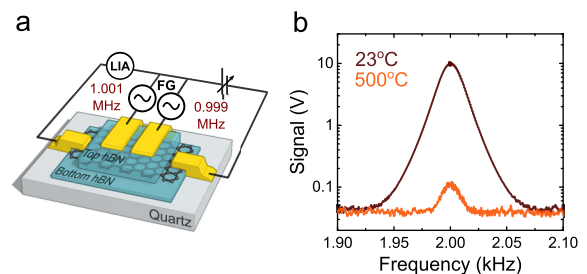 a
LIA
FG
1.001
MHz
0.999
MHz
Top hBN
Bottom hBN
Quartz
b
23°C
500°C
Signal (V)
10
1
0.1
1.90 1.95 2.00 2.05 2.10
Frequency (kHz)